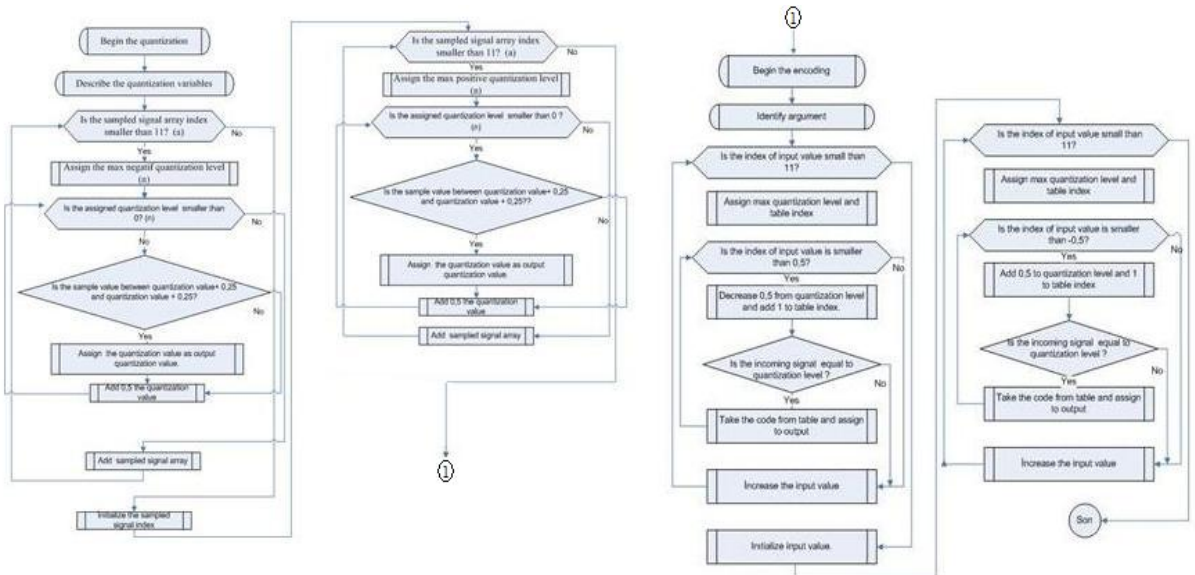 Begin the quantization
Describe the quantization variables
Is the sampled signal array index
smaller than 11? (a)
No
Yes
Assign the max negatif quantization level
(n)
Is the assigned quantization level smaller than
0? (n)
No
No
Is the sample value between quantization value+ 0,25
and quantization value + 0,25?
No
Yes
Assign the quantization value as output
quantization value.
Add 0,5 the quantization
value
Add sampled signal array
Initialize the sampled
signal index
Is the sampled signal array index
smaller than 11? (a)
No
Yes
Assign the max positive quantization level
(n)
Is the assigned quantization level smaller than 0 ?
(n)
No
Yes
Is the sample value between quantization value+ 0,25
and quantization value + 0,25??
Yes
Assign the quantization value as output
quantization value.
Add 0,5 the quantization
value
Add sampled signal array
1
1
Begin the encoding
Identify argument
Is the index of input value small than
11?
Assign max quantization level and
table index
Is the index of input value is smaller
than 0,5?
No
Yes
Decrease 0,5 from quantization level
and add 1 to table index.
Is the incoming signal equal to
quantization level ?
No
Yes
Take the code from table and assign
to output
Increase the input value
Initialize input value.
Is the index of input value small than
11?
Assign max quantization level and
table index
Is the index of input value is smaller
than -0,5?
No
Yes
Add 0,5 to quantization level and 1
to table index
Is the incoming signal equal to
quantization level ?
No
Yes
Take the code from table and assign
to output
Increase the input value
Son